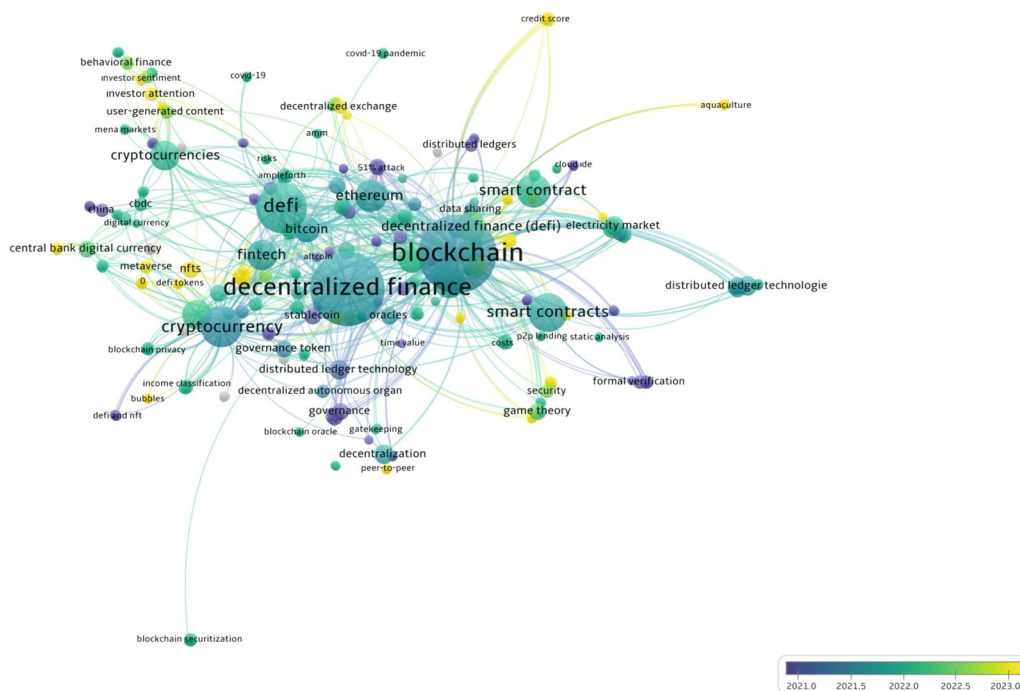 credit score
covid-19 pandemic
behavioral finance
covid-19
investor sentiment
investor attention
decentralized exchange
aquaculture
user-generated content
mena markets
amm
distributed ledgers
cryptocurrencies
risks
51% attack
cloud ide
ampleforth
ethereum
smart contract
cbdc
defi
china
data sharing
digital currency
bitcoin
decentralized finance (defi)
electricity market
central bank digital currency
fintech
altcoin
blockchain
metaverse
nfts
0
defi tokens
decentralized finance
distributed ledger technologie
stablecoin
oracles
smart contracts
cryptocurrency
p2p lending
static analysis
time value
costs
blockchain privacy
governance token
distributed ledger technology
income classification
formal verification
decentralized autonomous organ
security
bubbles
defi and nft
governance
game theory
blockchain oracle
gatekeeping
decentralization
peer-to-peer
blockchain securitization
2021.0
2021.5
2022.0
2022.5
2023.0